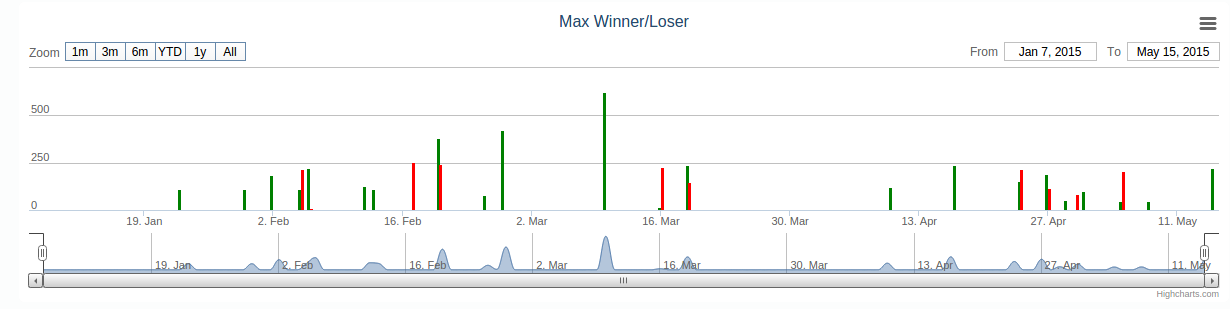 Max Winner/Loser
Zoom 1m 3m 6m YTD 1y All From Jan 7, 2015 To May 15, 2015
500
250
0
19. Jan 2. Feb 16. Feb 2. Mar 16. Mar 30. Mar 13. Apr 27. Apr 11. May
19. Jan 2. Feb 16. Feb 2. Mar 16. Mar 30. Mar 13. Apr 27. Apr 11. May
Highcharts.com